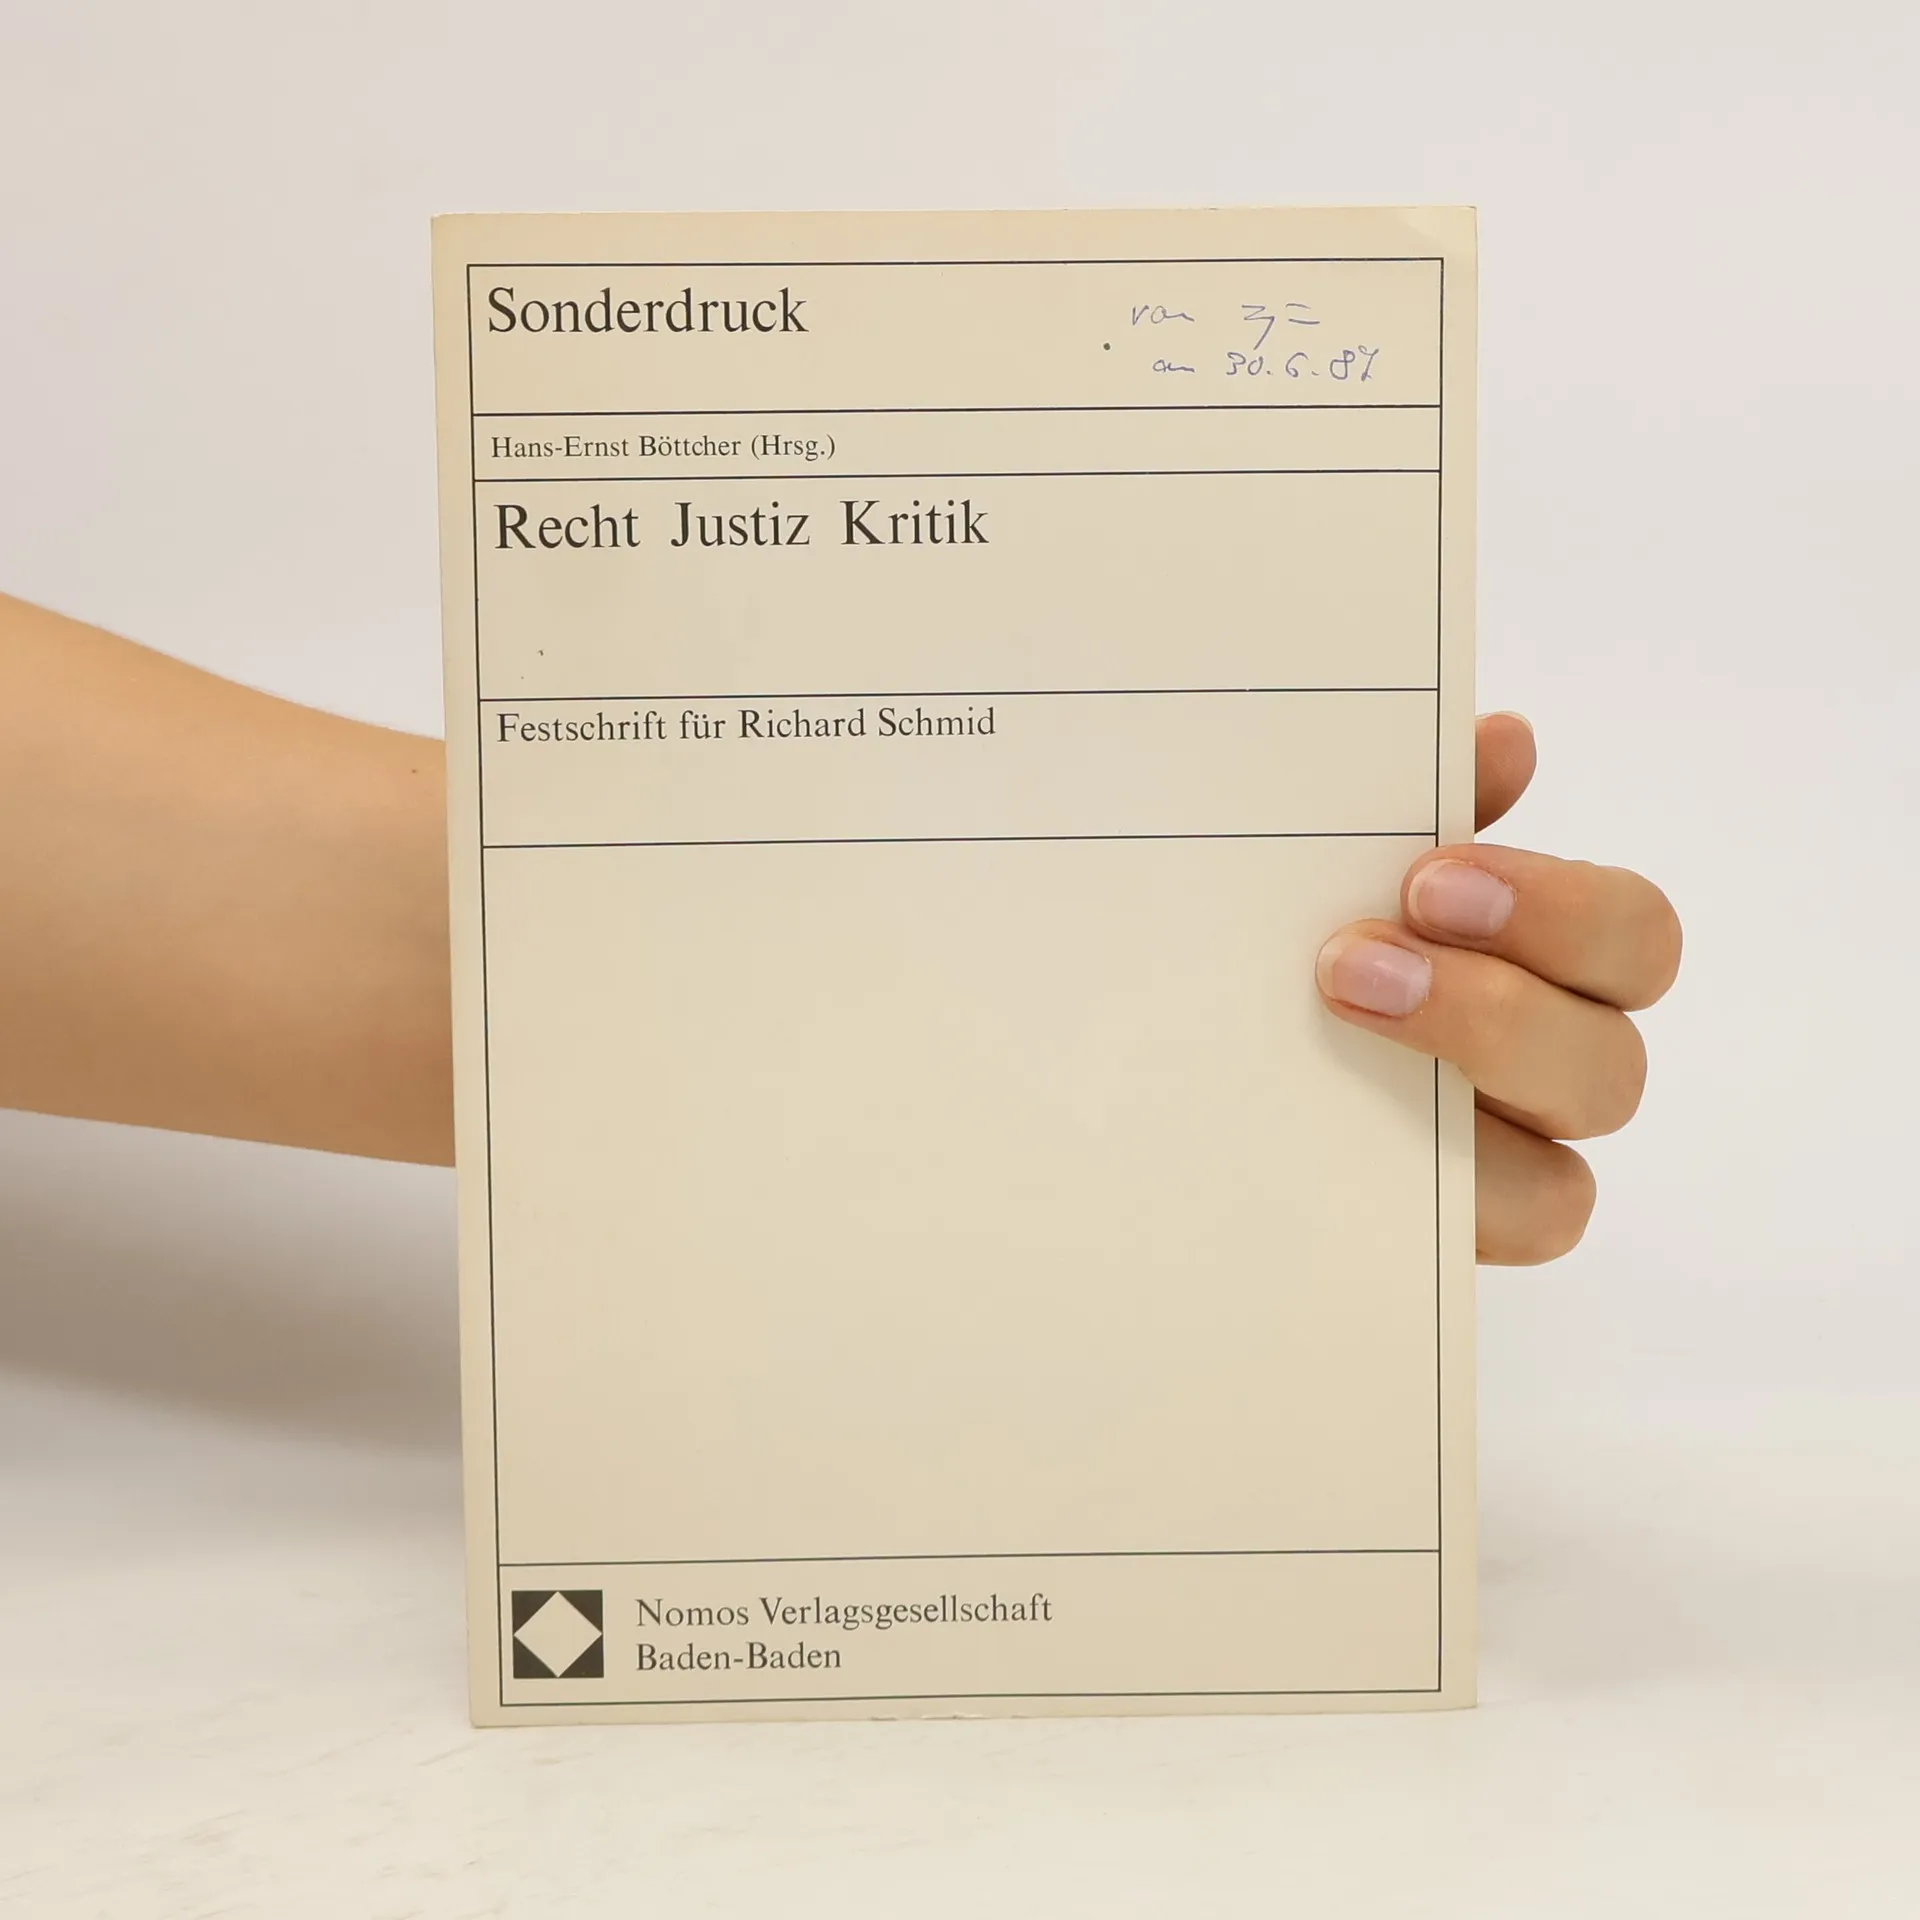 Sonderdruck
von
am 30.6.87
Hans-Ernst Böttcher (Hrsg.)
Recht Justiz Kritik
Festschrift für Richard Schmid
Nomos Verlagsgesellschaft
Baden-Baden